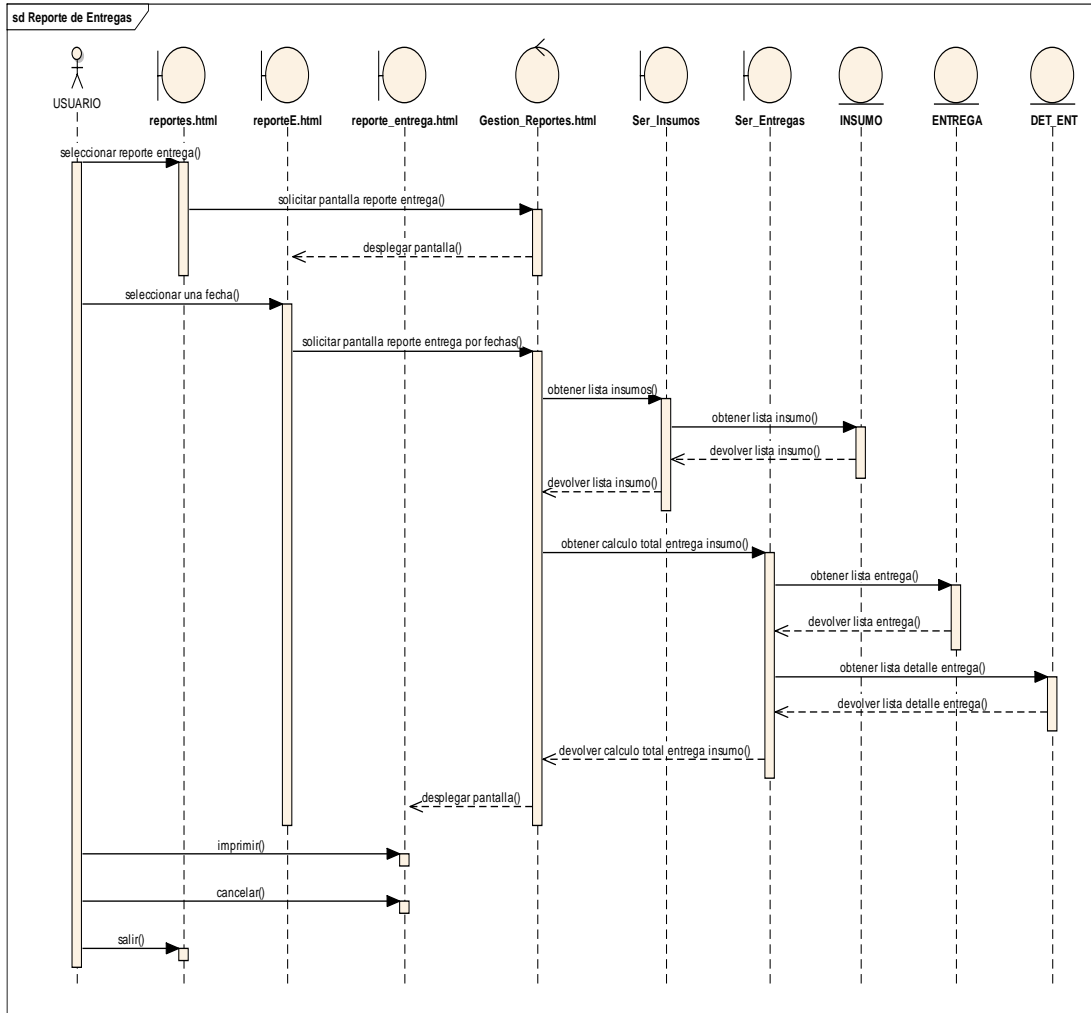 sd Reporte de Entregas
USUARIO
reportes.html
reporteE.html
reporte_entrega.html
Gestion_Reportes.html
Ser_Insumos
Ser_Entregas
INSUMO
ENTREGA
DET_ENT
seleccionar reporte entrega()
solicitar pantalla reporte entrega()
desplegar pantalla()
seleccionar una fecha()
solicitar pantalla reporte entrega por fechas()
obtener lista insumos()
obtener lista insumo()
devolver lista insumo()
devolver lista insumo()
obtener calculo total entrega insumo()
obtener lista entrega()
devolver lista entrega()
obtener lista detalle entrega()
devolver lista detalle entrega()
devolver calculo total entrega insumo()
desplegar pantalla()
imprimir()
cancelar()
salir()